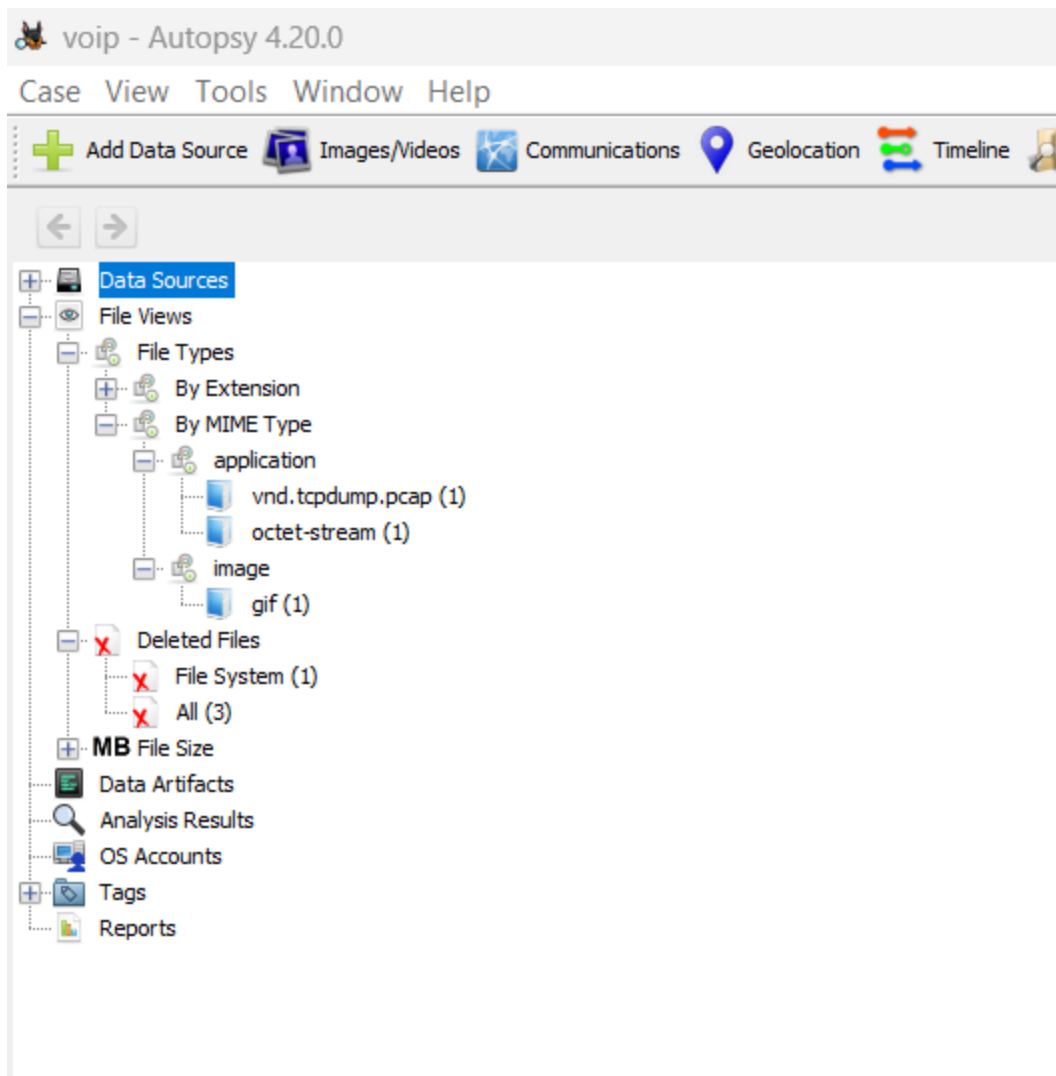 voip - Autopsy 4.20.0
Case View Tools Window Help
Add Data Source Images/Videos Communications Geolocation Timeline
Data Sources
File Views
File Types
By Extension
By MIME Type
application
vnd.tcpdump.pcap (1)
octet-stream (1)
image
gif (1)
Deleted Files
File System (1)
All (3)
MB File Size
Data Artifacts
Analysis Results
OS Accounts
Tags
Reports